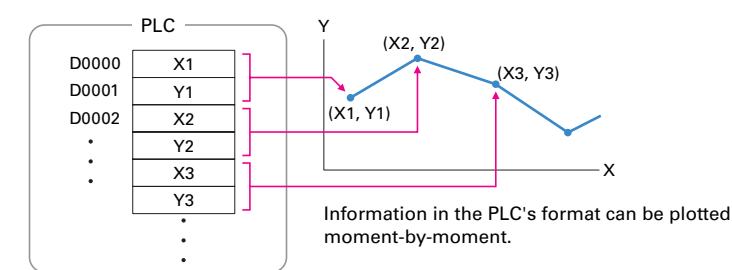 PLC
D0000 X1
D0001 Y1
D0002 X2
Y2
X3
Y3
Y
(X2, Y2)
(X3, Y3)
(X1, Y1)
X
Information in the PLC's format can be plotted
moment-by-moment.